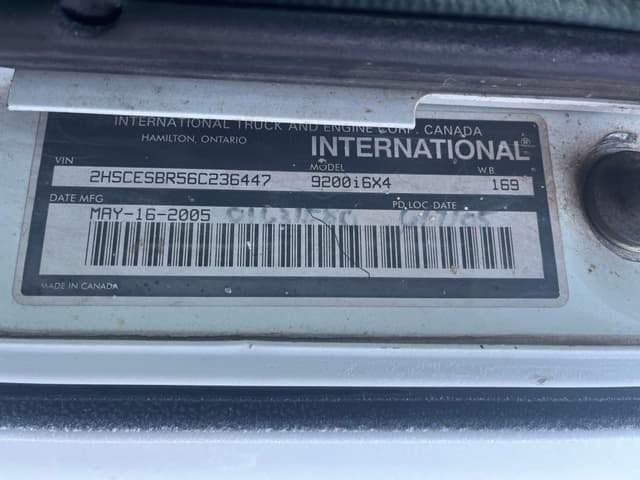 INTERNATIONAL TRUCK AND ENGINE CORP. CANADA
HAMILTON, ONTARIO
INTERNATIONAL®
VIN MODEL W.B.
2HSCESBR56C236447 9200i6X4 169
DATE MFG PD LOC-DATE
MAY-16-2005
MADE IN CANADA